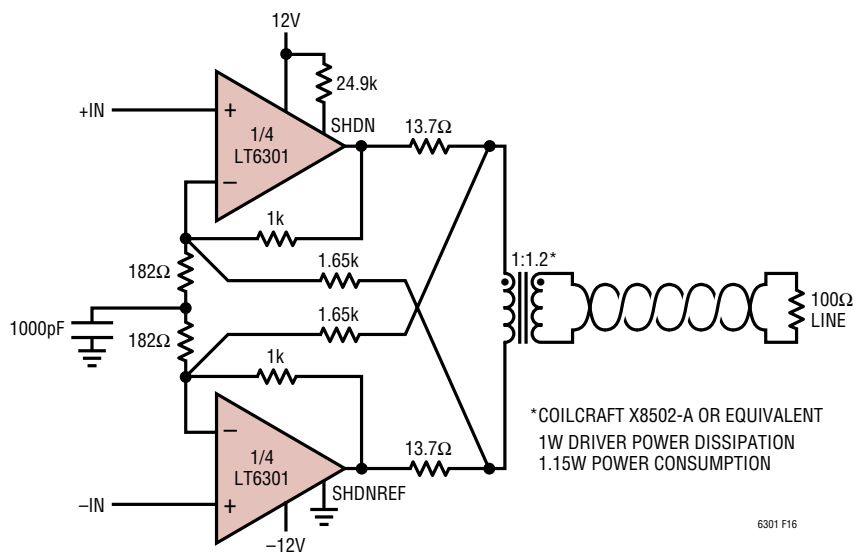 12V
24.9k
+IN
+
SHDN
13.7Ω
1/4
LT6301
–
1k
1:1.2*
182Ω
1.65k
100Ω
LINE
1000pF
1.65k
182Ω
1k
*COILCRAFT X8502-A OR EQUIVALENT
1W DRIVER POWER DISSIPATION
1.15W POWER CONSUMPTION
–
13.7Ω
1/4
LT6301
SHDNREF
–IN
+
–12V
6301 F16